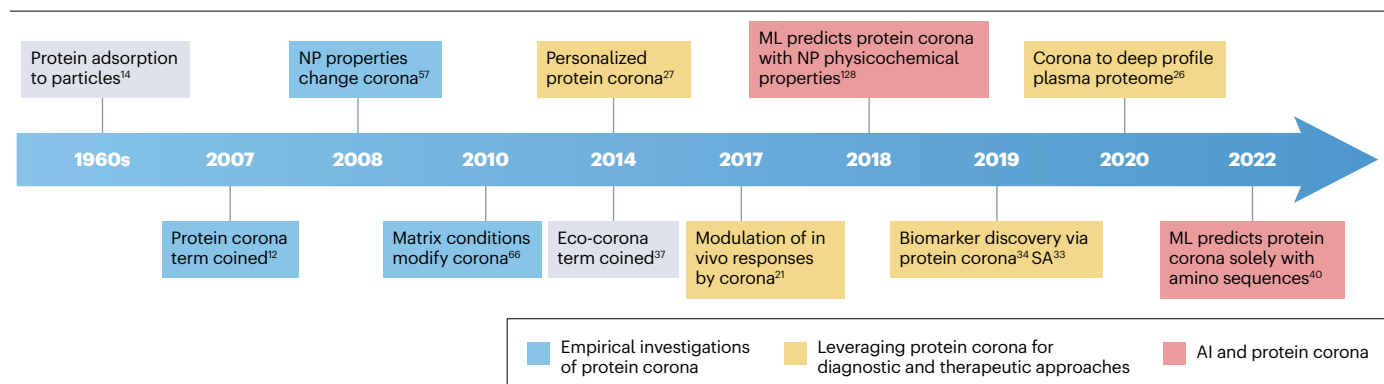 Protein adsorption
to particles¹⁴
NP properties
change corona⁵⁷
Personalized
protein corona²⁷
ML predicts protein corona
with NP physicochemical
properties¹²⁸
Corona to deep profile
plasma proteome²⁶
1960s 2007 2008 2010 2014 2017 2018 2019 2020 2022
Protein corona
term coined¹²
Matrix conditions
modify corona⁶⁶
Eco-corona
term coined³⁷
Modulation of in
vivo responses
by corona²¹
Biomarker discovery via
protein corona³⁴ SA³³
ML predicts protein
corona solely with
amino sequences⁴⁰
Empirical investigations
of protein corona
Leveraging protein corona for
diagnostic and therapeutic approaches
AI and protein corona